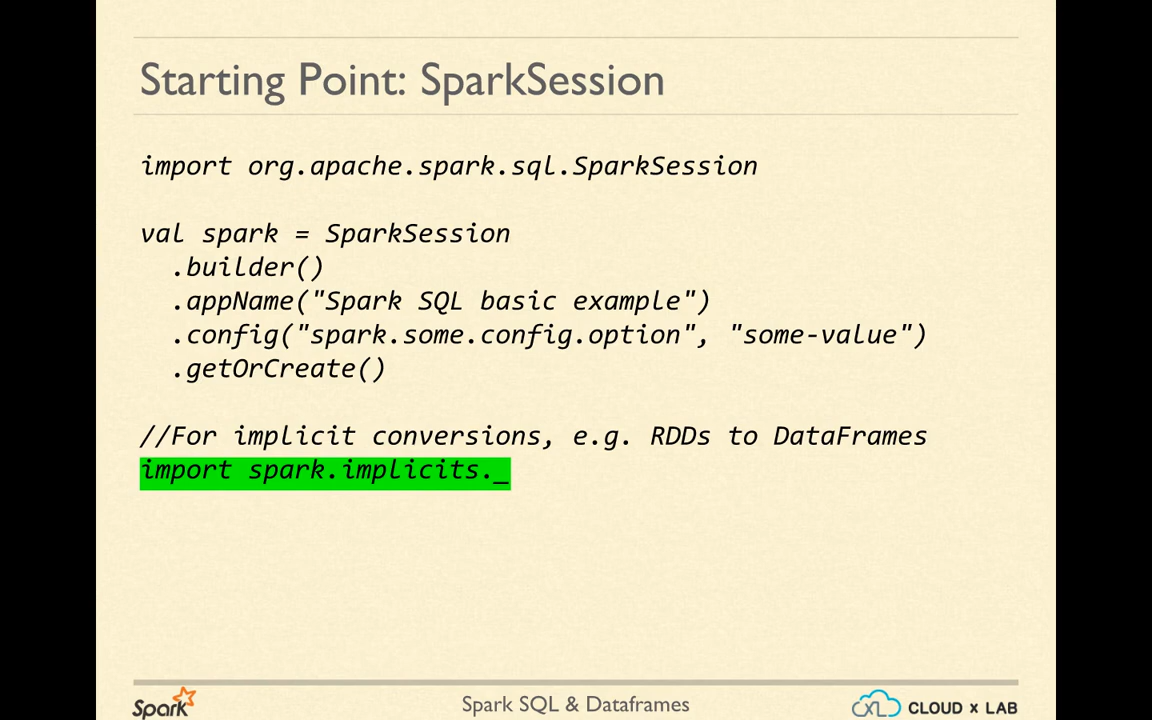 Starting Point: SparkSession
import org.apache.spark.sql.SparkSession
val spark = SparkSession
.builder()
.appName("Spark SQL basic example")
.config("spark.some.config.option", "some-value")
.getOrCreate()
//For implicit conversions, e.g. RDDs to DataFrames
import spark.implicits._
Spark
Spark SQL & Dataframes
CXL CLOUD x LAB